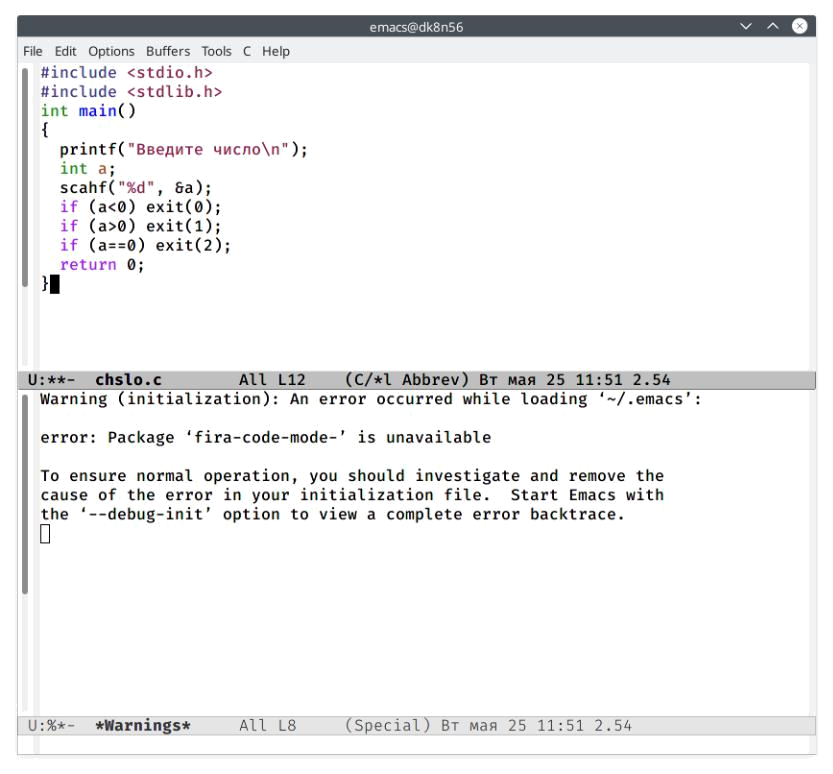 emacs@dk8n56
File Edit Options Buffers Tools C Help
#include <stdio.h>
#include <stdlib.h>
int main()
{
  printf("Введите число\n");
  int a;
  scahf("%d", &a);
  if (a<0) exit(0);
  if (a>0) exit(1);
  if (a==0) exit(2);
  return 0;
}
U:**-  chslo.c        All L12    (C/*l Abbrev) Вт мая 25 11:51 2.54
Warning (initialization): An error occurred while loading ‘~/.emacs’:
error: Package ‘fira-code-mode-’ is unavailable
To ensure normal operation, you should investigate and remove the
cause of the error in your initialization file.  Start Emacs with
the ‘--debug-init’ option to view a complete error backtrace.
U:%*-  *Warnings*     All L8     (Special) Вт мая 25 11:51 2.54